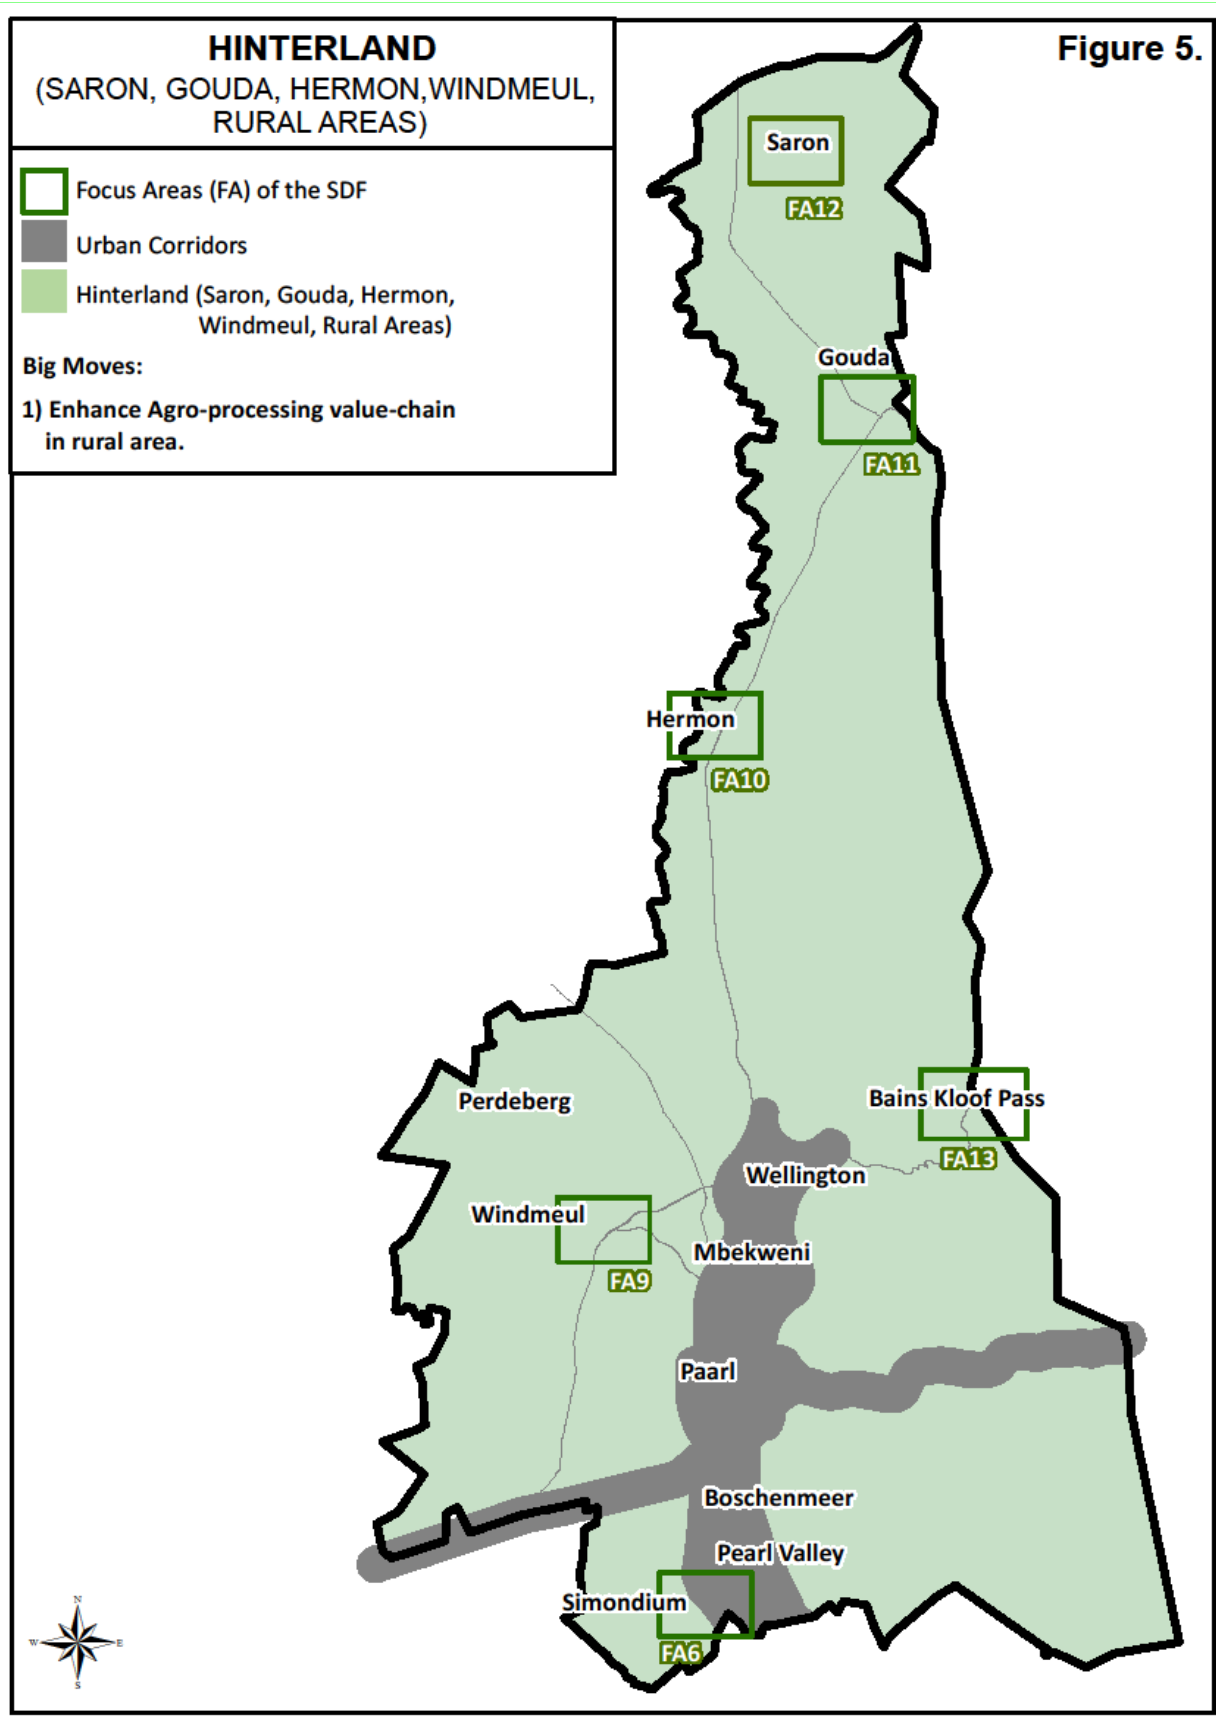 HINTERLAND
(SARON, GOUDA, HERMON,WINDMEUL,
RURAL AREAS)
Figure 5.
Focus Areas (FA) of the SDF
Urban Corridors
Hinterland (Saron, Gouda, Hermon,
Windmeul, Rural Areas)
Big Moves:
1) Enhance Agro-processing value-chain
in rural area.
Saron
FA12
Gouda
FA11
Hermon
FA10
Perdeberg
Bains Kloof Pass
FA13
Wellington
Windmeul
Mbekweni
FA9
Paarl
Boschenmeer
Pearl Valley
Simondium
FA6
N
W E
S